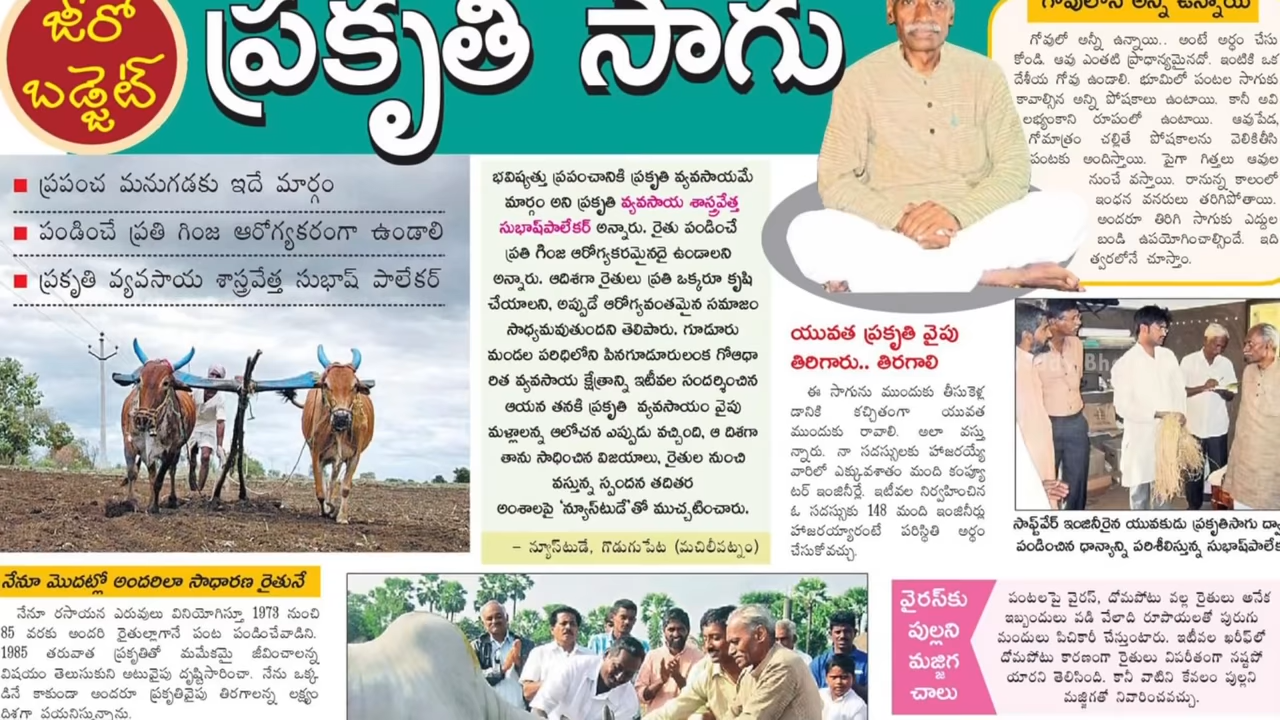 జీరో
బడ్జెట్
ప్రకృతి సాగు
■ ప్రపంచ మనుగడకు ఇదే మార్గం
■ పండించే ప్రతి గింజ ఆరోగ్యకరంగా ఉండాలి
■ ప్రకృతి వ్యవసాయ శాస్త్రవేత్త సుభాష్ పాలేకర్
భవిష్యత్తు ప్రపంచానికి ప్రకృతి వ్యవసాయమే
మార్గం అని ప్రకృతి వ్యవసాయ శాస్త్రవేత్త
సుభాష్‌పాలేకర్ అన్నారు. రైతు పండించే
ప్రతి గింజ ఆరోగ్యకరమైనదై ఉండాలని
అన్నారు. ఆదిశగా రైతులు ప్రతి ఒక్కరూ కృషి
చేయాలని, అప్పుడే ఆరోగ్యవంతమైన సమాజం
సాధ్యమవుతుందని తెలిపారు. గూడూరు
మండల పరిధిలోని పినగూడూరులంక గోఆధా
రిత వ్యవసాయ క్షేత్రాన్ని ఇటీవల సందర్శించిన
ఆయన తనకి ప్రకృతి వ్యవసాయం వైపు
మళ్లాలన్న ఆలోచన ఎప్పుడు వచ్చింది, ఆ దిశగా
తాను సాధించిన విజయాలు, రైతుల నుంచి
వస్తున్న స్పందన తదితర
అంశాలపై ‘న్యూస్‌టుడే’తో ముచ్చటించారు.
– న్యూస్‌టుడే, గొడుగుపేట (మచిలీపట్నం)
గోవులోనే అన్నీ ఉన్నాయి
గోవులో అన్నీ ఉన్నాయి.. అంటే అర్థం చేసు
కోండి. ఆవు ఎంతటి ప్రాధాన్యమైనదో. ఇంటికి ఒక
దేశీయ గోవు ఉండాలి. భూమిలో పంటల సాగుకు
కావాల్సిన అన్ని పోషకాలు ఉంటాయి. కానీ అవి
లభ్యంకాని రూపంలో ఉంటాయి. ఆవుపేడ,
గోమూత్రం చల్లితే పోషకాలను వెలికితీసి
పంటకు అందిస్తాయి. పైగా గిత్తలు ఆవుల
నుంచే వస్తాయి. రానున్న కాలంలో
ఇంధన వనరులు తరిగిపోతాయి.
అందరూ తిరిగి సాగుకు ఎద్దుల
బండి ఉపయోగించాల్సిందే. ఇది
త్వరలోనే చూస్తాం.
యువత ప్రకృతి వైపు
తిరిగారు.. తిరగాలి
ఈ సాగును ముందుకు తీసుకెళ్ల
డానికి కచ్చితంగా యువత
ముందుకు రావాలి. అలా వస్తు
న్నారు. నా సదస్సులకు హాజరయ్యే
వారిలో ఎక్కువశాతం మంది కంప్యూ
టర్ ఇంజినీర్లే. ఇటీవల నిర్వహించిన
ఓ సదస్సుకు 148 మంది ఇంజినీర్లు
హాజరయ్యారంటే పరిస్థితి అర్థం
చేసుకోవచ్చు.
సాఫ్ట్‌వేర్ ఇంజినీరైన యువకుడు ప్రకృతిసాగు
పండించిన ధాన్యాన్ని పరిశీలిస్తున్న సుభాష్‌పాలేకర్
నేనూ మొదట్లో అందరిలా సాధారణ రైతునే
నేనూ రసాయన ఎరువులు వినియోగిస్తూ 1973 నుంచి
85 వరకు అందరి రైతుల్లాగానే పంట పండించేవాడిని.
1985 తరువాత ప్రకృతితో మమేకమై జీవించాలన్న
విషయం తెలుసుకుని అటువైపు దృష్టిసారించా. నేను ఒక్క
డినే కాకుండా అందరూ ప్రకృతివైపు తిరగాలన్న లక్ష్యం
దిశగా పయనిస్తున్నాను.
వైరస్‌కు
పుల్లని
మజ్జిగ
చాలు
పంటలపై వైరస్, దోమపోటు వల్ల రైతులు అనేక
ఇబ్బందులు పడి వేలాది రూపాయలతో పురుగు
మందులు పిచికారీ చేస్తుంటారు. ఇటీవల ఖరీఫ్‌లో
దోమపోటు కారణంగా రైతులు విపరీతంగా నష్టపో
యారని తెలిసింది. కానీ వాటిని కేవలం పుల్లని
మజ్జిగతో నివారించవచ్చు.